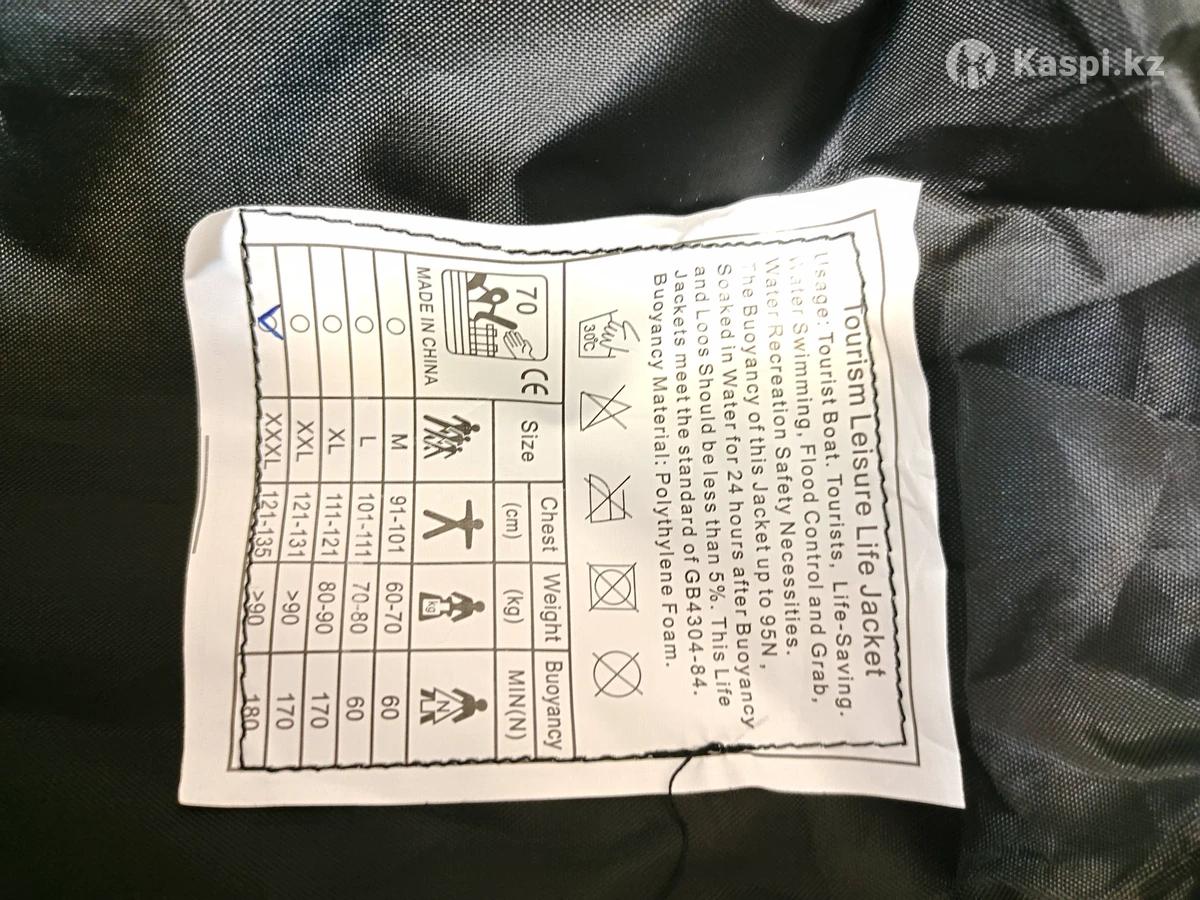 Kaspi.kz
Tourism Leisure Life Jacket
Usage: Tourist Boat. Tourists, Life-Saving.
Water Swimming, Flood Control and Grab,
Water Recreation Safety Necessities.
The Buoyancy of this Jacket up to 95N,
Soaked in Water for 24 hours after Buoyancy
and Loos Should be less than 5%. This Life
Jackets meet the standard of GB4304-84.
Buoyancy Material: Polythylene Foam.
30°C
70 CE
MADE IN CHINA
Size Chest Weight Buoyancy
(cm) (kg) MIN(N)
kg N
M 91-101 60-70 60
L 101-111 70-80 60
XL 111-121 80-90 170
XXL 121-131 >90 170
XXXL 121-135 >90 180